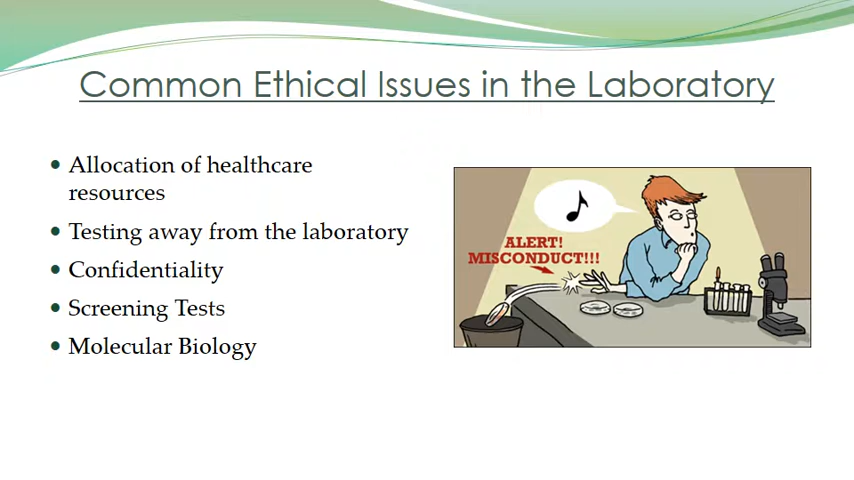 Common Ethical Issues in the Laboratory
• Allocation of healthcare
resources
• Testing away from the laboratory
• Confidentiality
• Screening Tests
• Molecular Biology
ALERT!
MISCONDUCT!!!